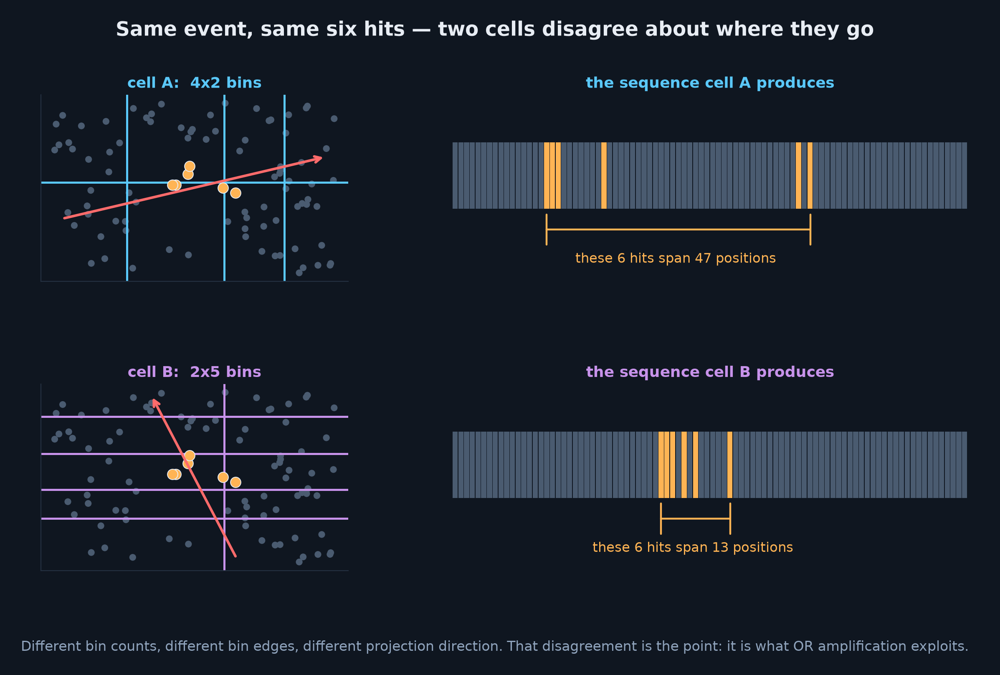 Same event, same six hits — two cells disagree about where they go
cell A:  4x2 bins
the sequence cell A produces
these 6 hits span 47 positions
cell B:  2x5 bins
the sequence cell B produces
these 6 hits span 13 positions
Different bin counts, different bin edges, different projection direction. That disagreement is the point: it is what OR amplification exploits.